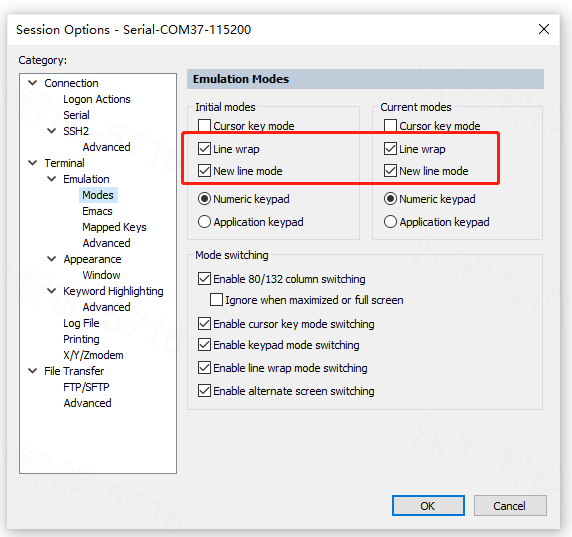 Session Options - Serial-COM37-115200
Category:
Connection
Logon Actions
Serial
SSH2
Advanced
Terminal
Emulation
Modes
Emacs
Mapped Keys
Advanced
Appearance
Window
Keyword Highlighting
Advanced
Log File
Printing
X/Y/Zmodem
File Transfer
FTP/SFTP
Advanced
Emulation Modes
Initial modes
Cursor key mode
Line wrap
New line mode
Numeric keypad
Application keypad
Current modes
Cursor key mode
Line wrap
New line mode
Numeric keypad
Application keypad
Mode switching
Enable 80/132 column switching
Ignore when maximized or full screen
Enable cursor key mode switching
Enable keypad mode switching
Enable line wrap mode switching
Enable alternate screen switching
OK
Cancel